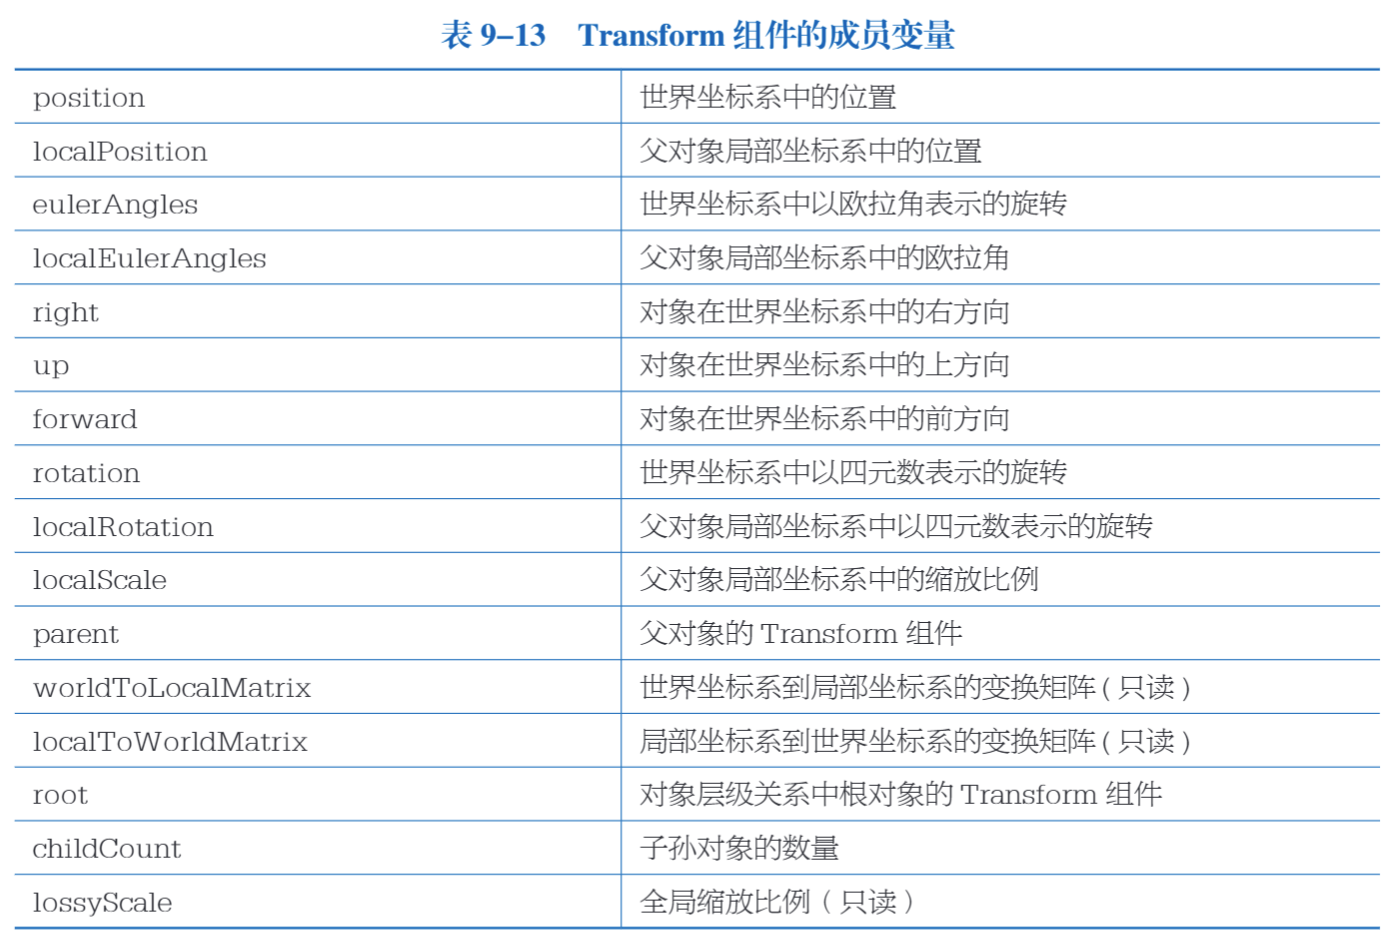 表 9–13 Transform 组件的成员变量
position 世界坐标系中的位置
localPosition 父对象局部坐标系中的位置
eulerAngles 世界坐标系中以欧拉角表示的旋转
localEulerAngles 父对象局部坐标系中的欧拉角
right 对象在世界坐标系中的右方向
up 对象在世界坐标系中的上方向
forward 对象在世界坐标系中的前方向
rotation 世界坐标系中以四元数表示的旋转
localRotation 父对象局部坐标系中以四元数表示的旋转
localScale 父对象局部坐标系中的缩放比例
parent 父对象的 Transform 组件
worldToLocalMatrix 世界坐标系到局部坐标系的变换矩阵 ( 只读 )
localToWorldMatrix 局部坐标系到世界坐标系的变换矩阵 ( 只读 )
root 对象层级关系中根对象的 Transform 组件
childCount 子孙对象的数量
lossyScale 全局缩放比例（只读）